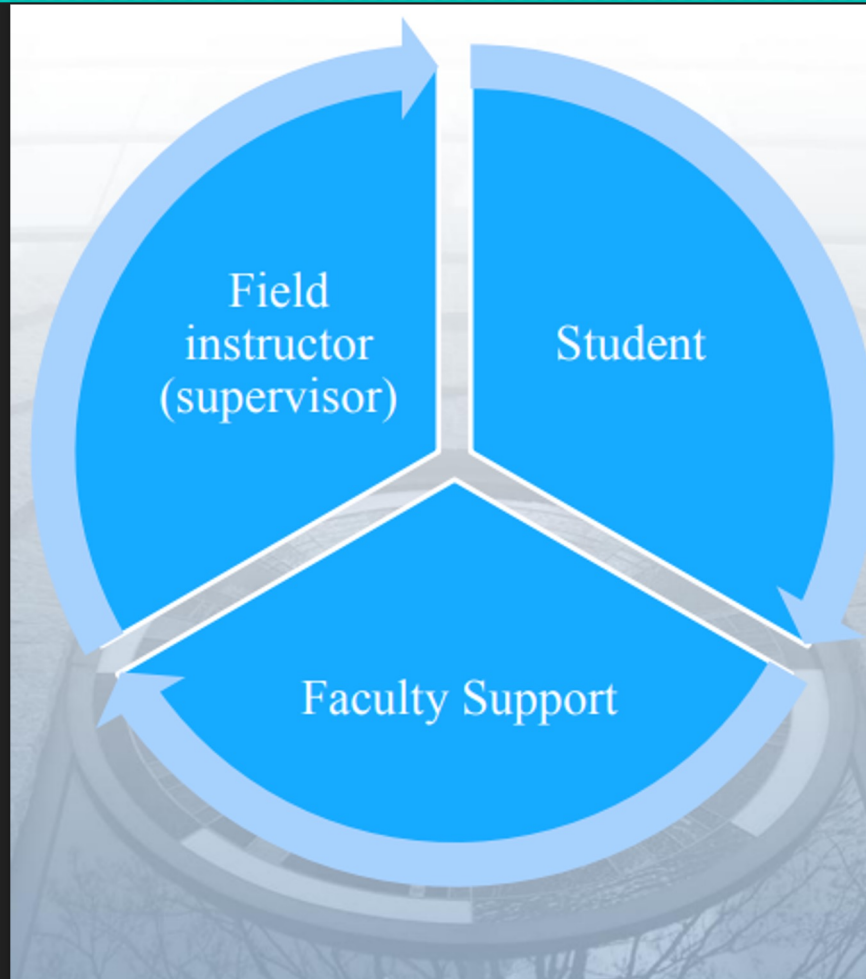 Field
instructor
(supervisor)
Student
Faculty Support